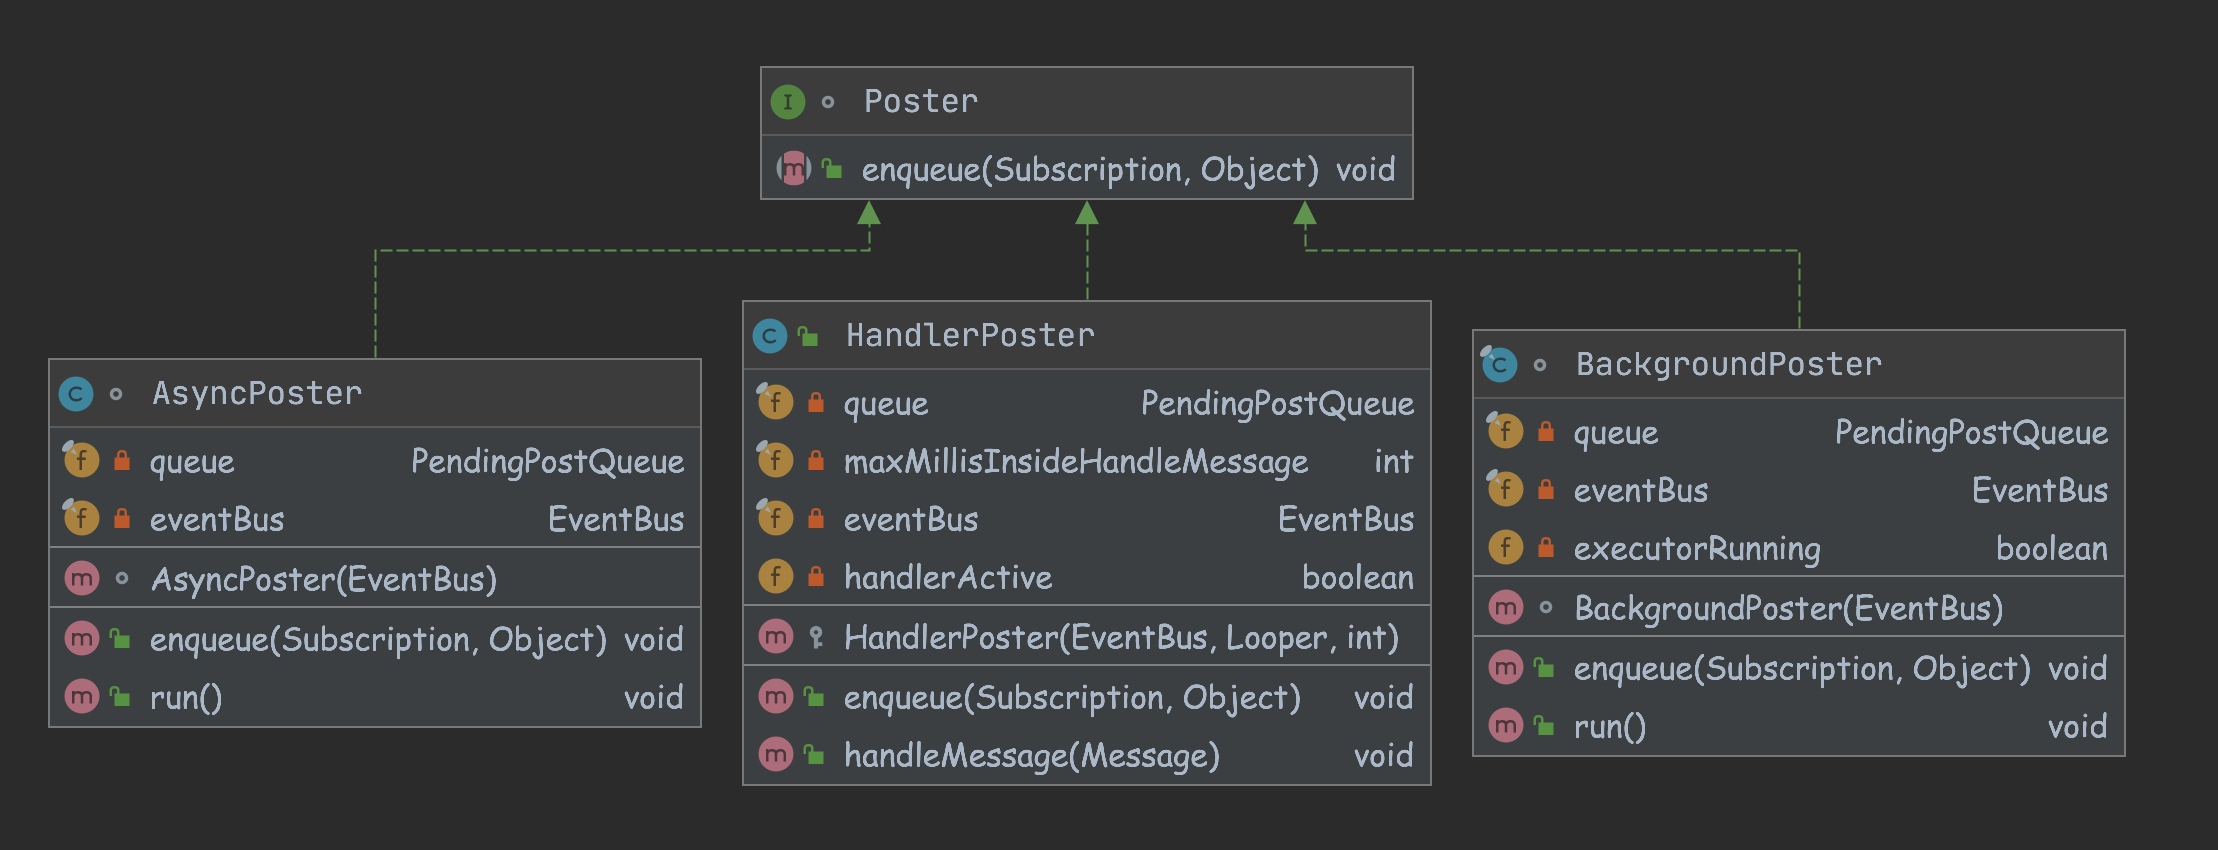 Poster
enqueue(Subscription, Object) void
AsyncPoster
queue PendingPostQueue
eventBus EventBus
AsyncPoster(EventBus)
enqueue(Subscription, Object) void
run() void
HandlerPoster
queue PendingPostQueue
maxMillisInsideHandleMessage int
eventBus EventBus
handlerActive boolean
HandlerPoster(EventBus, Looper, int)
enqueue(Subscription, Object) void
handleMessage(Message) void
BackgroundPoster
queue PendingPostQueue
eventBus EventBus
executorRunning boolean
BackgroundPoster(EventBus)
enqueue(Subscription, Object) void
run() void